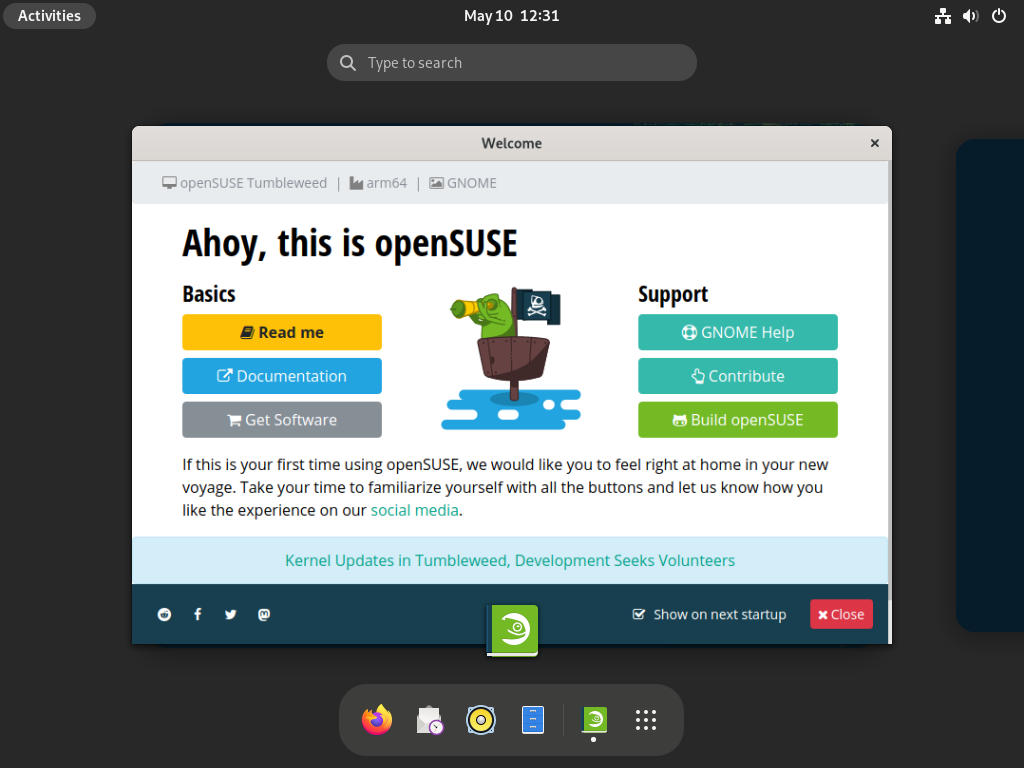 Activities
May 10 12:31
Type to search
Welcome
openSUSE Tumbleweed | arm64 | GNOME
Ahoy, this is openSUSE
Basics
Read me
Documentation
Get Software
Support
GNOME Help
Contribute
Build openSUSE
If this is your first time using openSUSE, we would like you to feel right at home in your new
voyage. Take your time to familiarize yourself with all the buttons and let us know how you
like the experience on our social media.
Kernel Updates in Tumbleweed, Development Seeks Volunteers
Show on next startup
Close